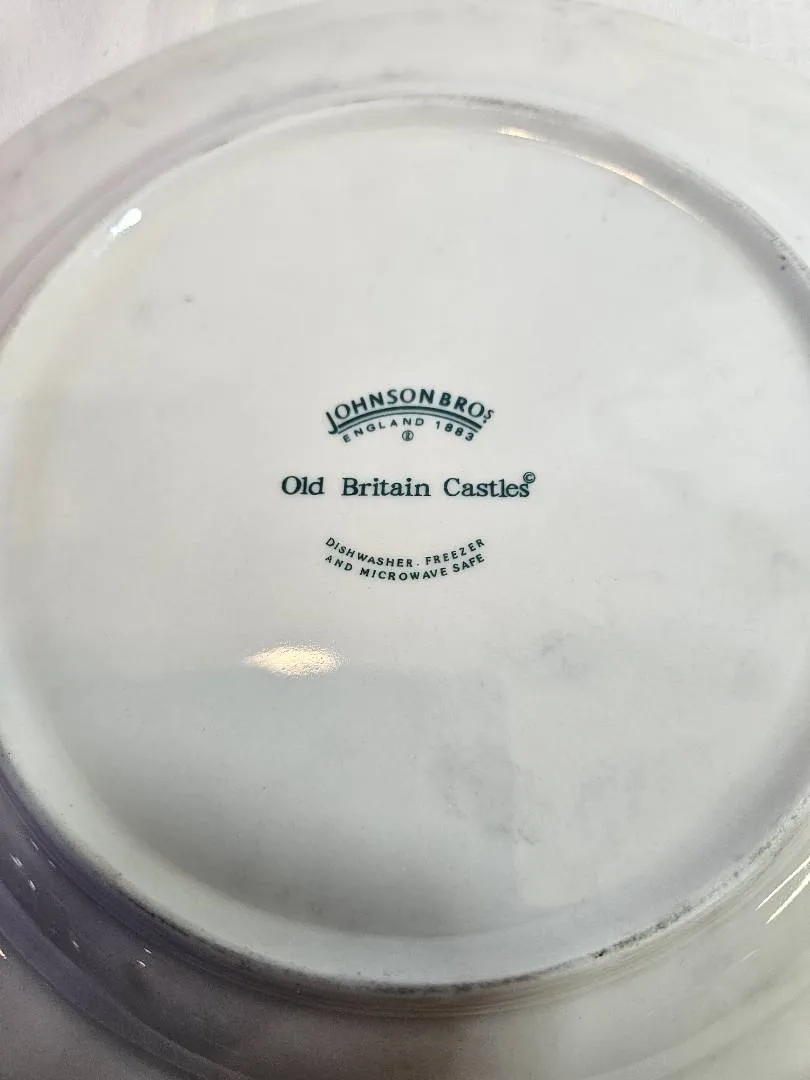 JOHNSON BROS
ENGLAND 1883
®
Old Britain Castles©
DISHWASHER. FREEZER
AND MICROWAVE SAFE